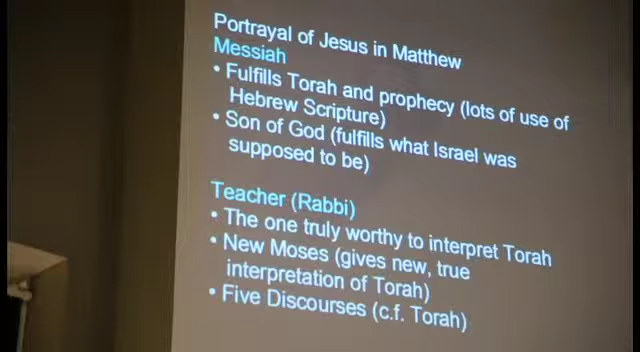 Portrayal of Jesus in Matthew
Messiah
• Fulfills Torah and prophecy (lots of use of
Hebrew Scripture)
• Son of God (fulfills what Israel was
supposed to be)
Teacher (Rabbi)
• The one truly worthy to interpret Torah
• New Moses (gives new, true
interpretation of Torah)
• Five Discourses (c.f. Torah)